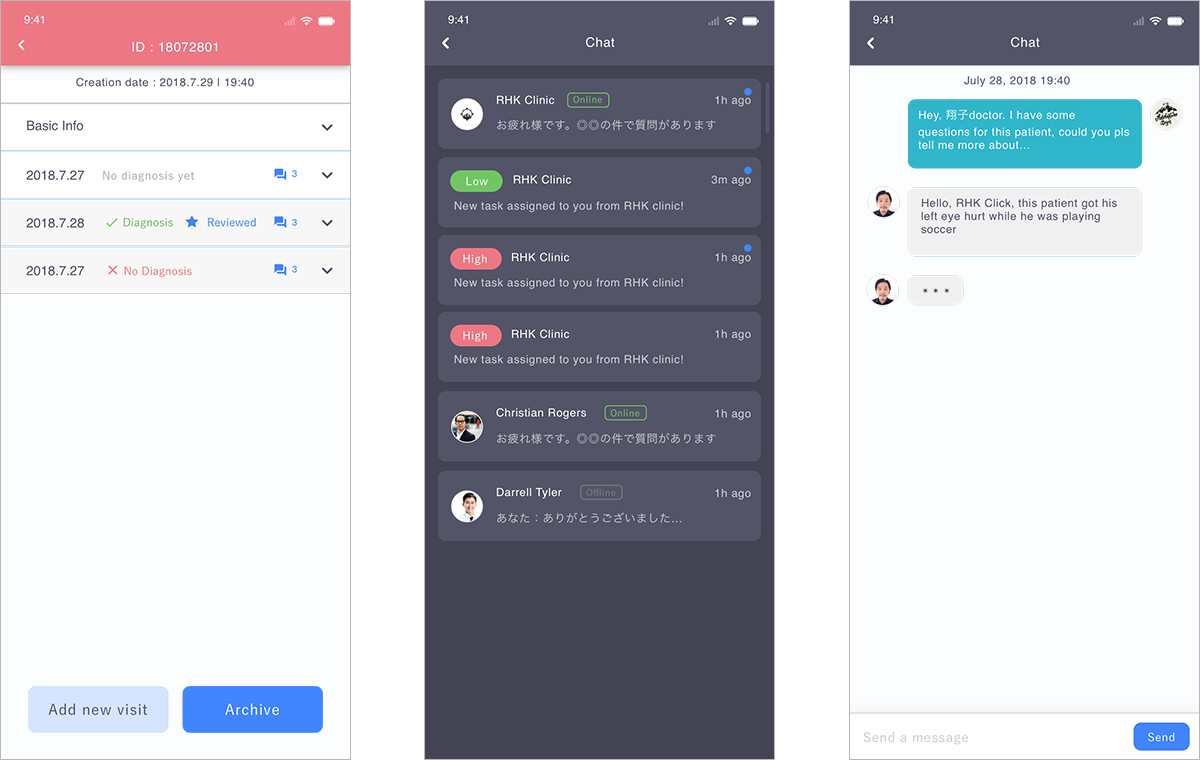 9:41
ID : 18072801
Creation date : 2018.7.29 | 19:40
Basic Info
2018.7.27 No diagnosis yet 3
2018.7.28 Diagnosis Reviewed 3
2018.7.27 No Diagnosis 3
Add new visit
Archive
9:41
Chat
RHK Clinic Online 1h ago
お疲れ様です。◎◎の件で質問があります
Low RHK Clinic 3m ago
New task assigned to you from RHK clinic!
High RHK Clinic 1h ago
New task assigned to you from RHK clinic!
High RHK Clinic 1h ago
New task assigned to you from RHK clinic!
Christian Rogers Online 1h ago
お疲れ様です。◎◎の件で質問があります
Darrell Tyler Offline 1h ago
あなた：ありがとうございました...
9:41
Chat
July 28, 2018 19:40
Hey, 翔子doctor. I have some
questions for this patient, could you pls
tell me more about...
Hello, RHK Click, this patient got his
left eye hurt while he was playing
soccer
Send a message
Send